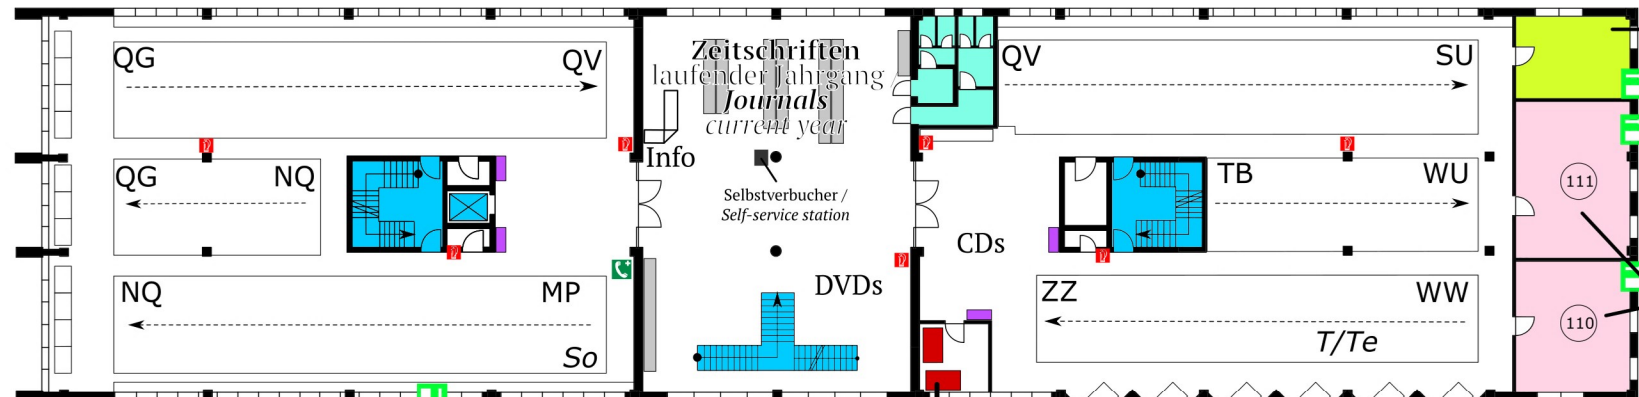 QG
QV
Zeitschriften
laufender Jahrgang /
Journals
current year
Info
QV
SU
QG
NQ
Selbstverbucher /
Self-service station
TB
WU
111
CDs
NQ
MP
So
DVDs
ZZ
WW
T/Te
110